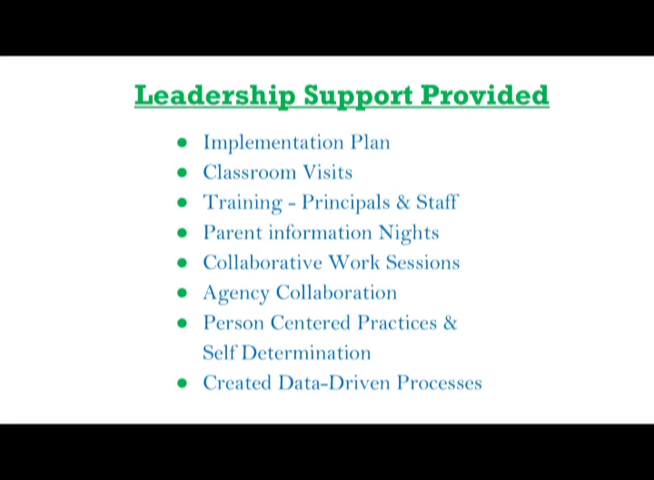 Leadership Support Provided
● Implementation Plan
● Classroom Visits
● Training - Principals & Staff
● Parent information Nights
● Collaborative Work Sessions
● Agency Collaboration
● Person Centered Practices &
Self Determination
● Created Data-Driven Processes